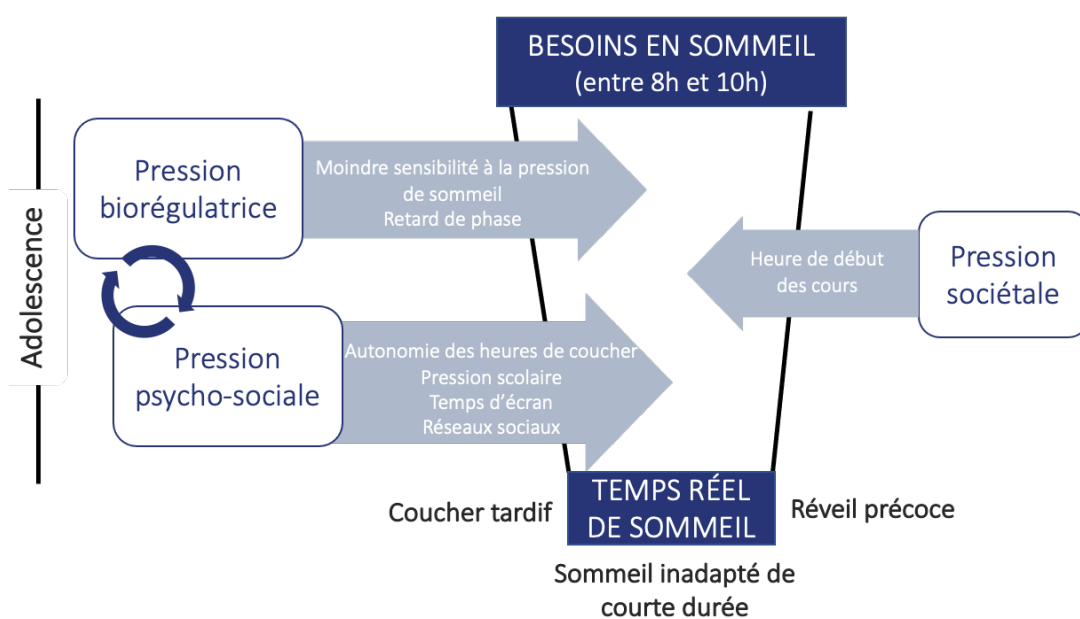 BESOINS EN SOMMEIL
(entre 8h et 10h)
Adolescence
Pression
biorégulatrice
Moindre sensibilité à la pression
de sommeil
Retard de phase
Heure de début
des cours
Pression
sociétale
Pression
psycho-sociale
Autonomie des heures de coucher
Pression scolaire
Temps d’écran
Réseaux sociaux
Coucher tardif
TEMPS RÉEL
DE SOMMEIL
Réveil précoce
Sommeil inadapté de
courte durée